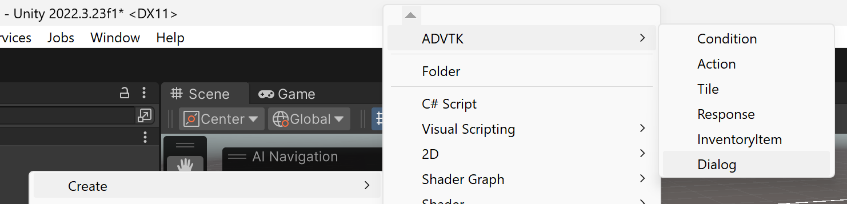 - Unity 2022.3.23f1* <DX11>
rvices Jobs Window Help
Scene Game
Center Global
AI Navigation
Create
ADVTK
Folder
C# Script
Visual Scripting
2D
Shader Graph
Shader
Condition
Action
Tile
Response
InventoryItem
Dialog